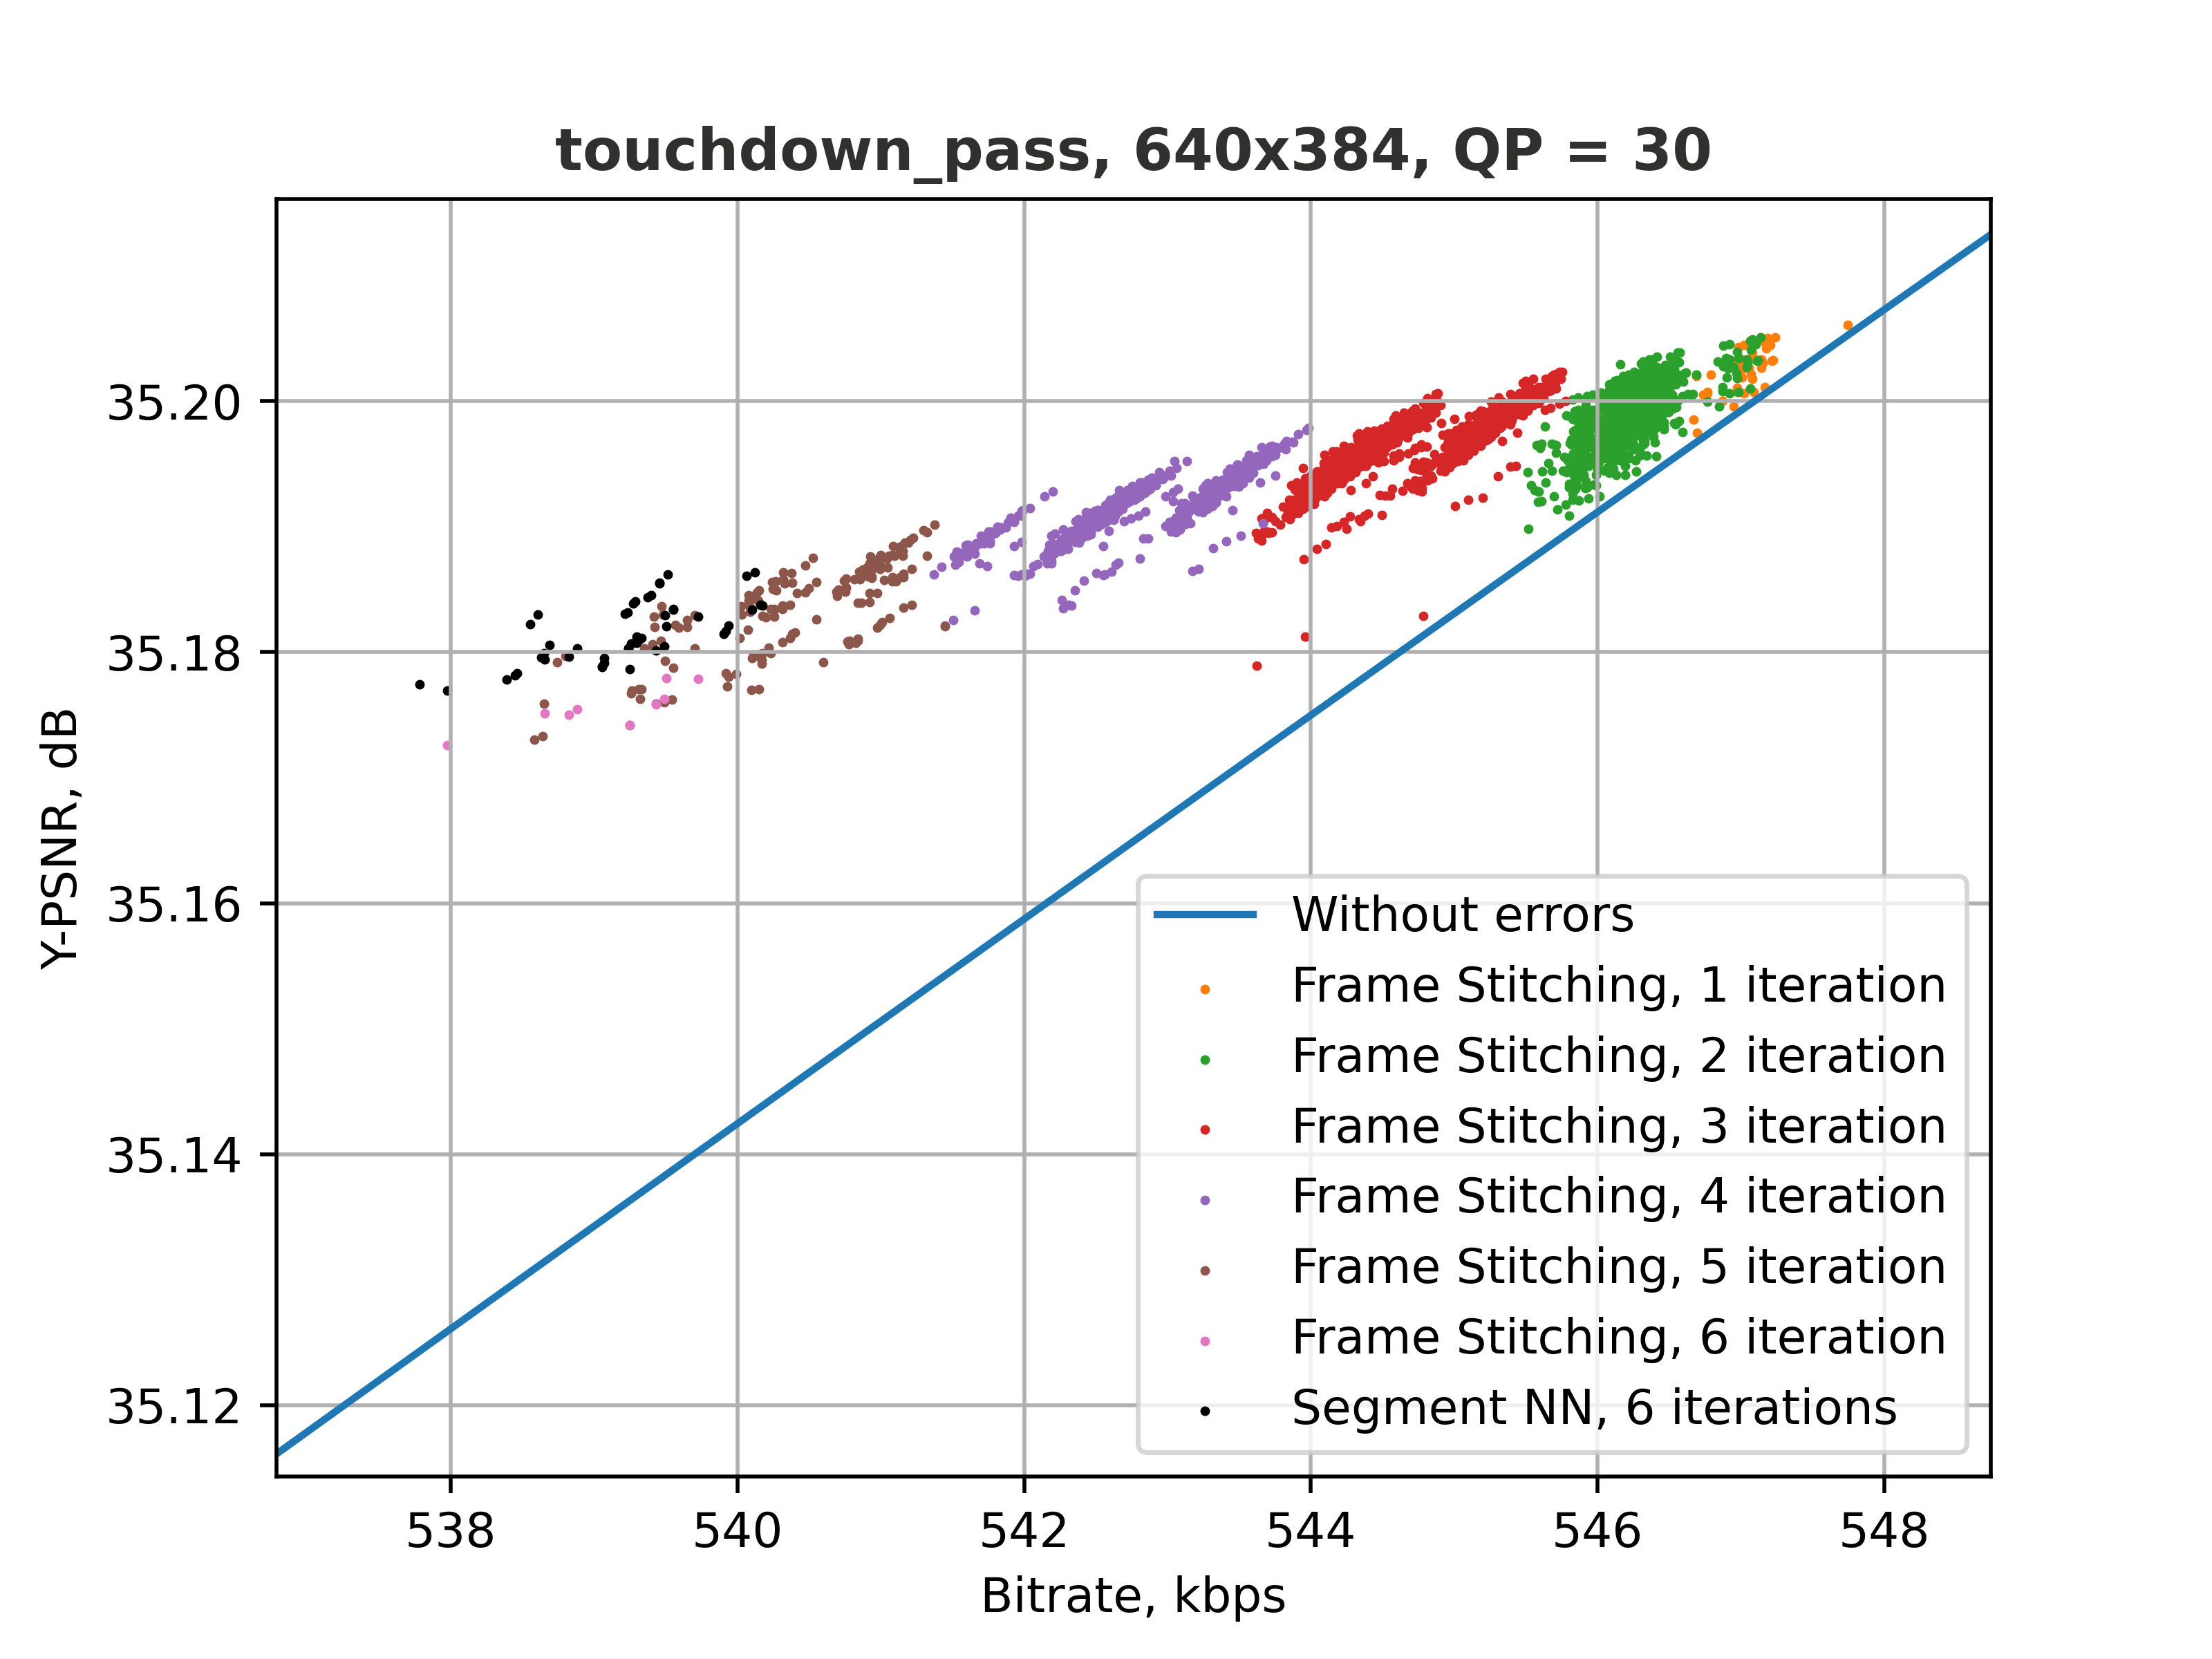 touchdown_pass, 640x384, QP = 30
Y-PSNR, dB
35.20
35.18
35.16
35.14
35.12
Without errors
Frame Stitching, 1 iteration
Frame Stitching, 2 iteration
Frame Stitching, 3 iteration
Frame Stitching, 4 iteration
Frame Stitching, 5 iteration
Frame Stitching, 6 iteration
Segment NN, 6 iterations
538 540 542 544 546 548
Bitrate, kbps